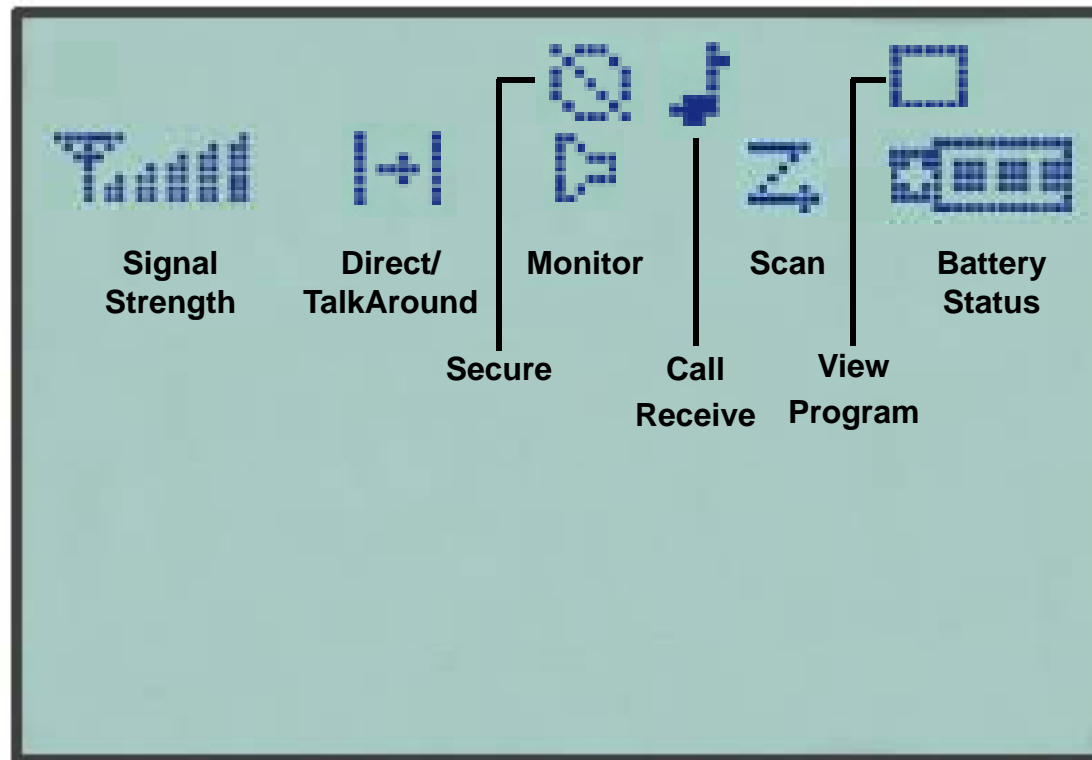 Signal
Strength
Direct/
TalkAround
Monitor
Scan
Battery
Status
Secure
Call
Receive
View
Program